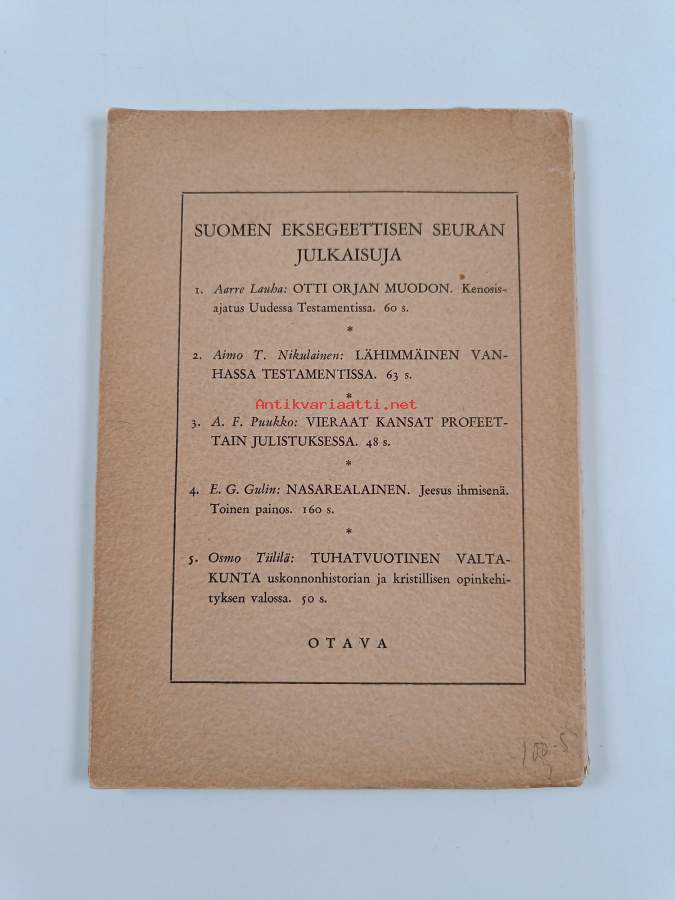 SUOMEN EKSEGEETTISEN SEURAN
JULKAISUJA
1. Aarre Lauha: OTTI ORJAN MUODON. Kenosis-
ajatus Uudessa Testamentissa. 60 s.
*
2. Aimo T. Nikulainen: LÄHIMMÄINEN VAN-
HASSA TESTAMENTISSA. 63 s.
*
Antikvariaatti.net
3. A. F. Puukko: VIERAAT KANSAT PROFEET-
TAIN JULISTUKSESSA. 48 s.
*
4. E. G. Gulin: NASAREALAINEN. Jeesus ihmisenä.
Toinen painos. 160 s.
*
5. Osmo Tiililä: TUHATVUOTINEN VALTA-
KUNTA uskonnonhistorian ja kristillisen opinkehi-
tyksen valossa. 50 s.
OTAVA